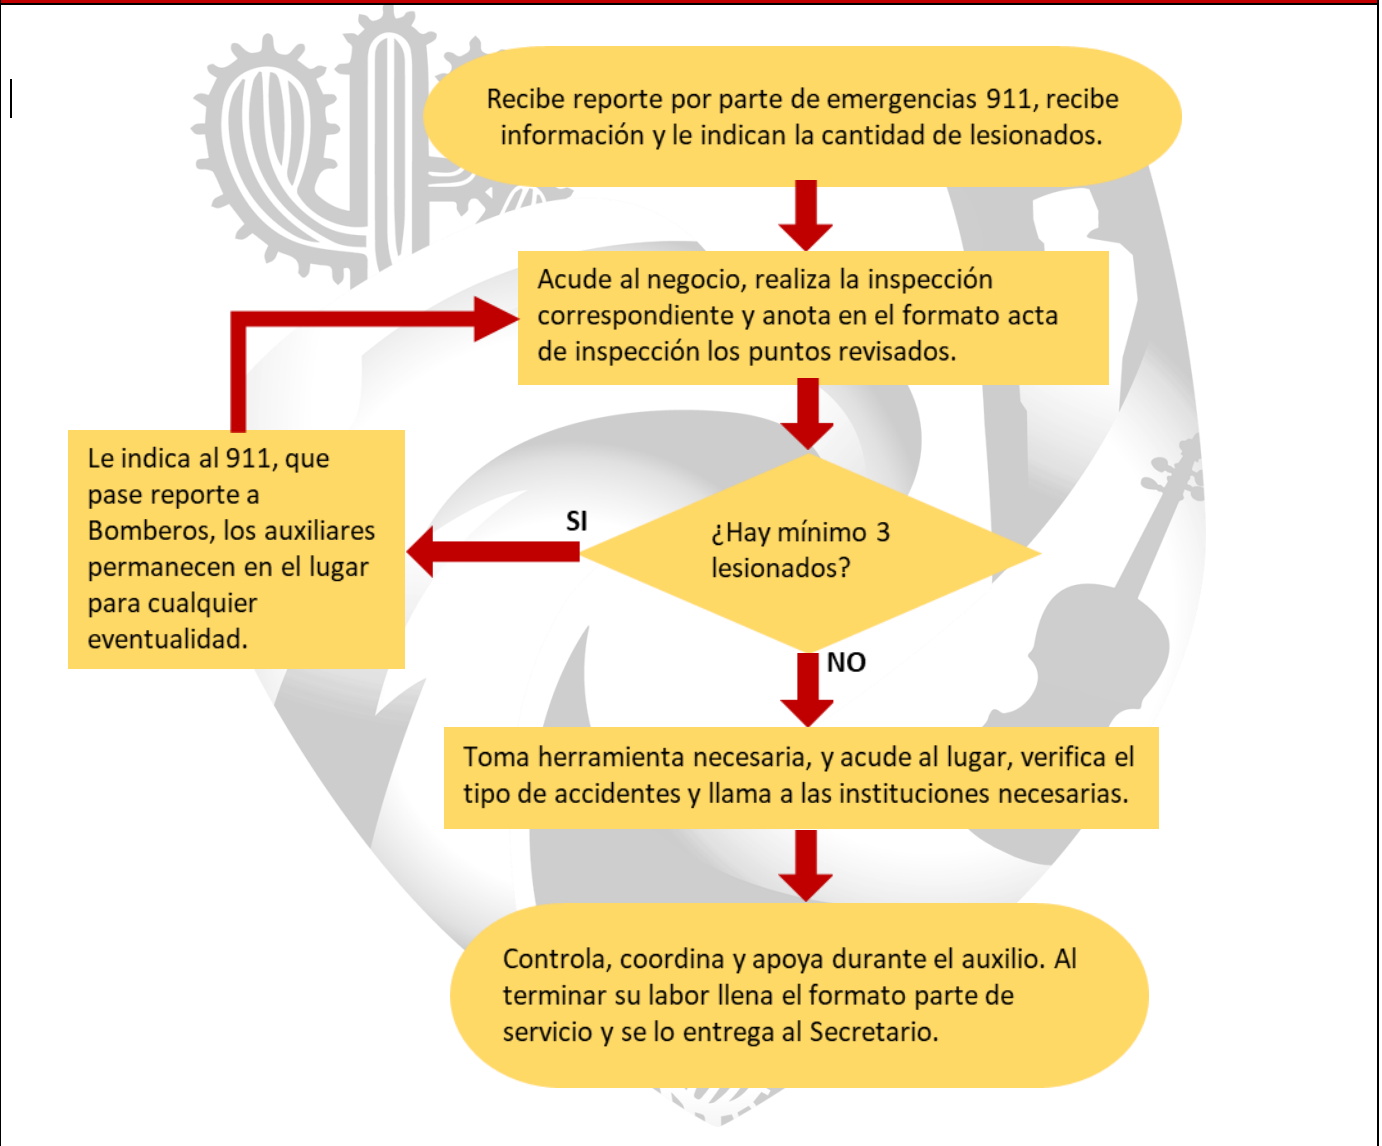 Recibe reporte por parte de emergencias 911, recibe
información y le indican la cantidad de lesionados.
Acude al negocio, realiza la inspección
correspondiente y anota en el formato acta
de inspección los puntos revisados.
Le indica al 911, que
pase reporte a
Bomberos, los auxiliares
permanecen en el lugar
para cualquier
eventualidad.
SI
¿Hay mínimo 3
lesionados?
NO
Toma herramienta necesaria, y acude al lugar, verifica el
tipo de accidentes y llama a las instituciones necesarias.
Controla, coordina y apoya durante el auxilio. Al
terminar su labor llena el formato parte de
servicio y se lo entrega al Secretario.